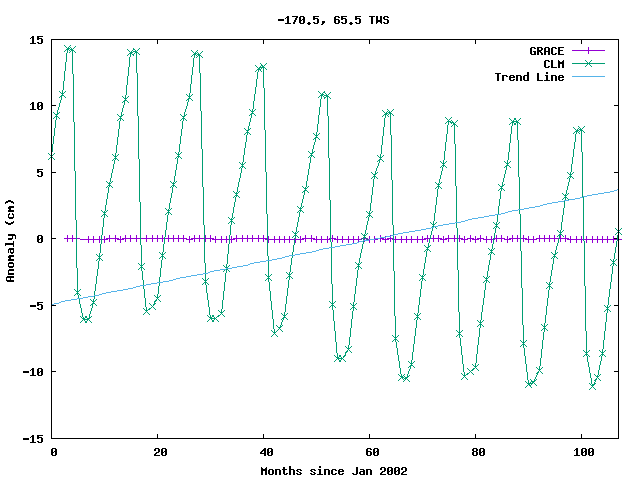 -170.5, 65.5 TWS
GRACE
CLM
Trend Line
15
10
5
0
-5
-10
-15
Anomaly (cm)
0 20 40 60 80 100
Months since Jan 2002